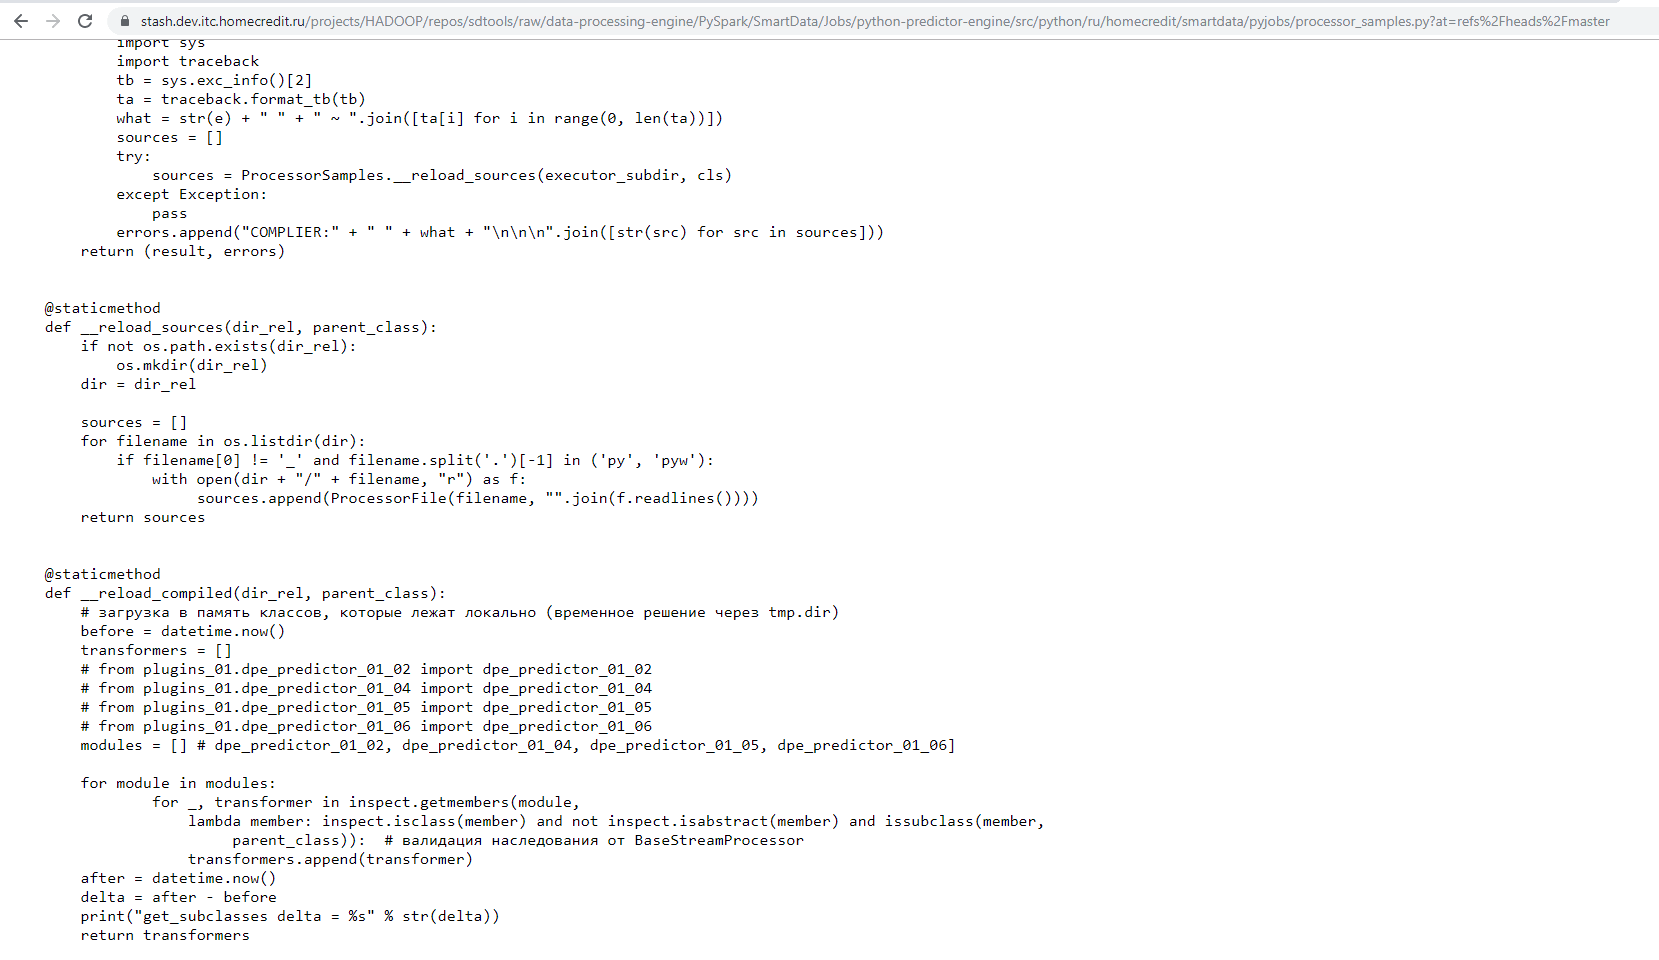 stash.dev.itc.homecredit.ru/projects/HADOOP/repos/sdtools/raw/data-processing-engine/PySpark/SmartData/Jobs/python-predictor-engine/src/python/ru/homecredit/smartdata/pyjobs/processor_samples.py?at=refs%2Fheads%2Fmaster
import sys
import traceback
tb = sys.exc_info()[2]
ta = traceback.format_tb(tb)
what = str(e) + " " + " ~ ".join([ta[i] for i in range(0, len(ta))])
sources = []
try:
sources = ProcessorSamples.__reload_sources(executor_subdir, cls)
except Exception:
pass
errors.append("COMPLIER:" + " " + what + "\n\n\n".join([str(src) for src in sources]))
return (result, errors)
@staticmethod
def __reload_sources(dir_rel, parent_class):
if not os.path.exists(dir_rel):
os.mkdir(dir_rel)
dir = dir_rel
sources = []
for filename in os.listdir(dir):
if filename[0] != '_' and filename.split('.')[-1] in ('py', 'pyw'):
with open(dir + "/" + filename, "r") as f:
sources.append(ProcessorFile(filename, "".join(f.readlines())))
return sources
@staticmethod
def __reload_compiled(dir_rel, parent_class):
# загрузка в память классов, которые лежат локально (временное решение через tmp.dir)
before = datetime.now()
transformers = []
# from plugins_01.dpe_predictor_01_02 import dpe_predictor_01_02
# from plugins_01.dpe_predictor_01_04 import dpe_predictor_01_04
# from plugins_01.dpe_predictor_01_05 import dpe_predictor_01_05
# from plugins_01.dpe_predictor_01_06 import dpe_predictor_01_06
modules = [] # dpe_predictor_01_02, dpe_predictor_01_04, dpe_predictor_01_05, dpe_predictor_01_06]
for module in modules:
for _, transformer in inspect.getmembers(module,
lambda member: inspect.isclass(member) and not inspect.isabstract(member) and issubclass(member,
parent_class)):  # валидация наследования от BaseStreamProcessor
transformers.append(transformer)
after = datetime.now()
delta = after - before
print("get_subclasses delta = %s" % str(delta))
return transformers